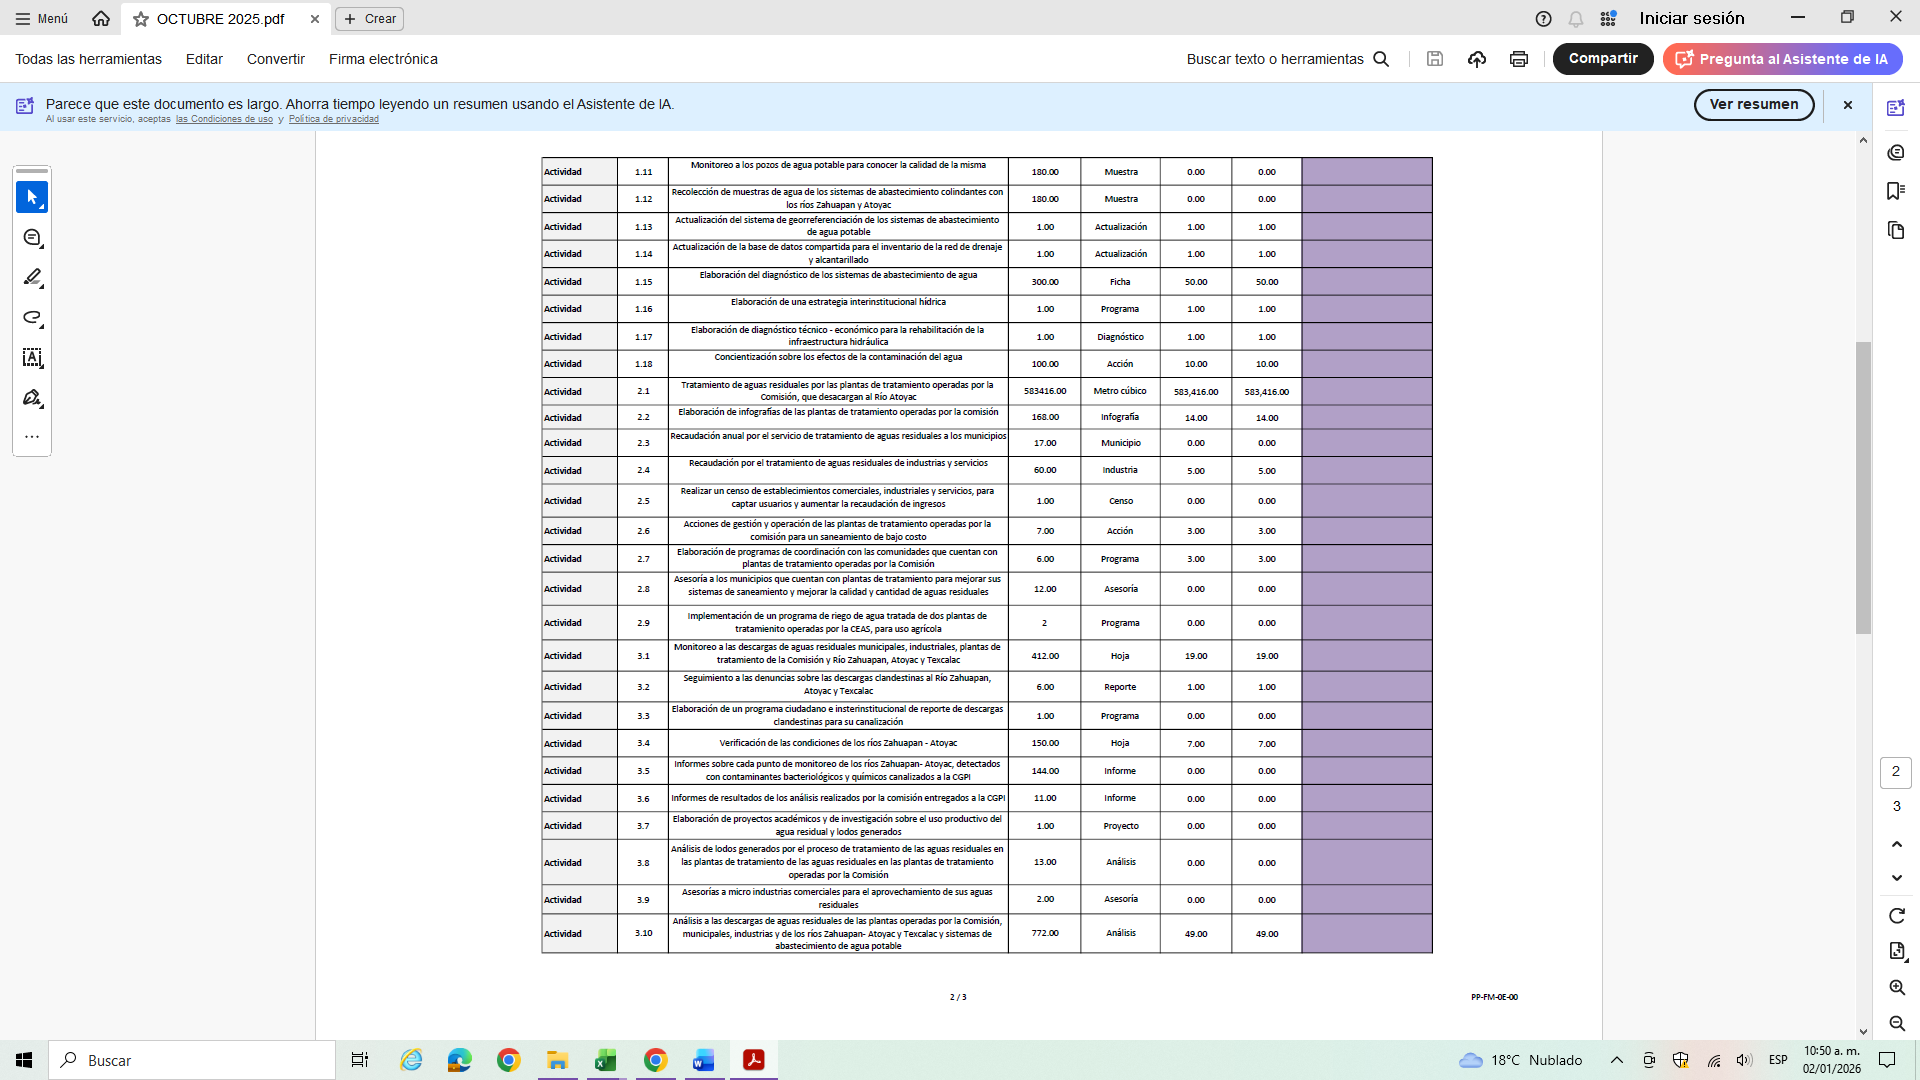 Menú
OCTUBRE 2025.pdf
Crear
Iniciar sesión
Todas las herramientas Editar Convertir Firma electrónica
Buscar texto o herramientas
Compartir
Pregunta al Asistente de IA
Parece que este documento es largo. Ahorra tiempo leyendo un resumen usando el Asistente de IA.
Al usar este servicio, aceptas las Condiciones de uso y Política de privacidad
Ver resumen
Actividad 1.11 Monitoreo a los pozos de agua potable para conocer la calidad de la misma 180.00 Muestra 0.00 0.00
Actividad 1.12 Recolección de muestras de agua de los sistemas de abastecimiento colindantes con
los ríos Zahuapan y Atoyac 180.00 Muestra 0.00 0.00
Actividad 1.13 Actualización del sistema de georreferenciación de los sistemas de abastecimiento
de agua potable 1.00 Actualización 1.00 1.00
Actividad 1.14 Actualización de la base de datos compartida para el inventario de la red de drenaje
y alcantarillado 1.00 Actualización 1.00 1.00
Actividad 1.15 Elaboración del diagnóstico de los sistemas de abastecimiento de agua 300.00 Ficha 50.00 50.00
Actividad 1.16 Elaboración de una estrategia interinstitucional hídrica 1.00 Programa 1.00 1.00
Actividad 1.17 Elaboración de diagnóstico técnico - económico para la rehabilitación de la
infraestructura hidráulica 1.00 Diagnóstico 1.00 1.00
Actividad 1.18 Concientización sobre los efectos de la contaminación del agua 100.00 Acción 10.00 10.00
Actividad 2.1 Tratamiento de aguas residuales por las plantas de tratamiento operadas por la
Comisión, que desacargan al Río Atoyac 583416.00 Metro cúbico 583,416.00 583,416.00
Actividad 2.2 Elaboración de infografías de las plantas de tratamiento operadas por la comisión 168.00 Infografía 14.00 14.00
Actividad 2.3 Recaudación anual por el servicio de tratamiento de aguas residuales a los municipios 17.00 Municipio 0.00 0.00
Actividad 2.4 Recaudación por el tratamiento de aguas residuales de industrias y servicios 60.00 Industria 5.00 5.00
Actividad 2.5 Realizar un censo de establecimientos comerciales, industriales y servicios, para
captar usuarios y aumentar la recaudación de ingresos 1.00 Censo 0.00 0.00
Actividad 2.6 Acciones de gestión y operación de las plantas de tratamiento operadas por la
comisión para un saneamiento de bajo costo 7.00 Acción 3.00 3.00
Actividad 2.7 Elaboración de programas de coordinación con las comunidades que cuentan con
plantas de tratamiento operadas por la Comisión 6.00 Programa 3.00 3.00
Actividad 2.8 Asesoría a los municipios que cuentan con plantas de tratamiento para mejorar sus
sistemas de saneamiento y mejorar la calidad y cantidad de aguas residuales 12.00 Asesoría 0.00 0.00
Actividad 2.9 Implementación de un programa de riego de agua tratada de dos plantas de
tratamienito operadas por la CEAS, para uso agrícola 2 Programa 0.00 0.00
Actividad 3.1 Monitoreo a las descargas de aguas residuales municipales, industriales, plantas de
tratamiento de la Comisión y Río Zahuapan, Atoyac y Texcalac 412.00 Hoja 19.00 19.00
Actividad 3.2 Seguimiento a las denuncias sobre las descargas clandestinas al Río Zahuapan,
Atoyac y Texcalac 6.00 Reporte 1.00 1.00
Actividad 3.3 Elaboración de un programa ciudadano e insterinstitucional de reporte de descargas
clandestinas para su canalización 1.00 Programa 0.00 0.00
Actividad 3.4 Verificación de las condiciones de los ríos Zahuapan - Atoyac 150.00 Hoja 7.00 7.00
Actividad 3.5 Informes sobre cada punto de monitoreo de los ríos Zahuapan- Atoyac, detectados
con contaminantes bacteriológicos y químicos canalizados a la CGPI 144.00 Informe 0.00 0.00
Actividad 3.6 Informes de resultados de los análisis realizados por la comisión entregados a la CGPI 11.00 Informe 0.00 0.00
Actividad 3.7 Elaboración de proyectos académicos y de investigación sobre el uso productivo del
agua residual y lodos generados 1.00 Proyecto 0.00 0.00
Actividad 3.8 Análisis de lodos generados por el proceso de tratamiento de las aguas residuales en
las plantas de tratamiento de las aguas residuales en las plantas de tratamiento
operadas por la Comisión 13.00 Análisis 0.00 0.00
Actividad 3.9 Asesorías a micro industrias comerciales para el aprovechamiento de sus aguas
residuales 2.00 Asesoría 0.00 0.00
Actividad 3.10 Análisis a las descargas de aguas residuales de las plantas operadas por la Comisión,
municipales, industrias y de los ríos Zahuapan- Atoyac y Texcalac y sistemas de
abastecimiento de agua potable 772.00 Análisis 49.00 49.00
2 / 3
PP-FM-0E-00
2
3
Buscar
18°C Nublado
ESP
10:50 a. m.
02/01/2026